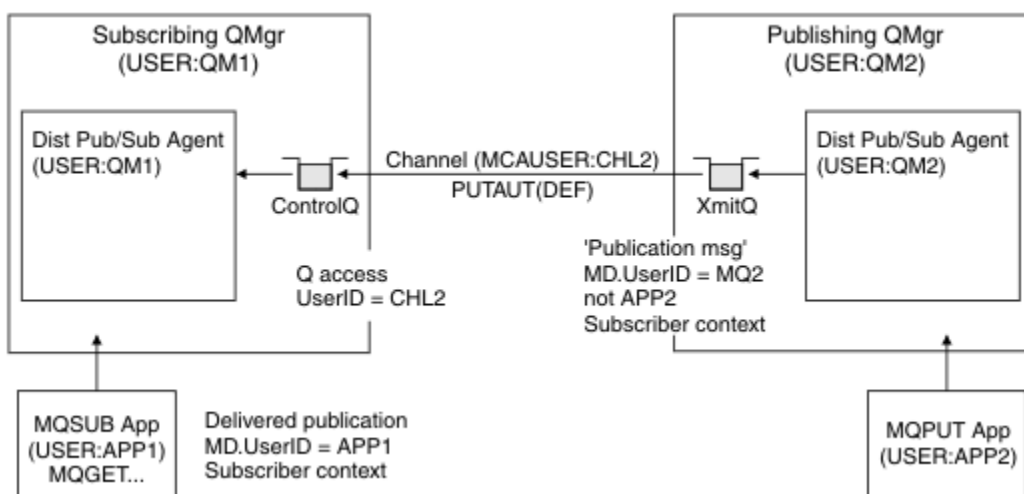 Subscribing QMgr
(USER:QM1)
Publishing QMgr
(USER:QM2)
Dist Pub/Sub Agent
(USER:QM1)
Channel (MCAUSER:CHL2)
PUTAUT(DEF)
Dist Pub/Sub Agent
(USER:QM2)
ControlQ
XmitQ
Q access
UserID = CHL2
'Publication msg'
MD.UserID = MQ2
not APP2
Subscriber context
MQSUB App
(USER:APP1)
MQGET...
Delivered publication
MD.UserID = APP1
Subscriber context
MQPUT App
(USER:APP2)